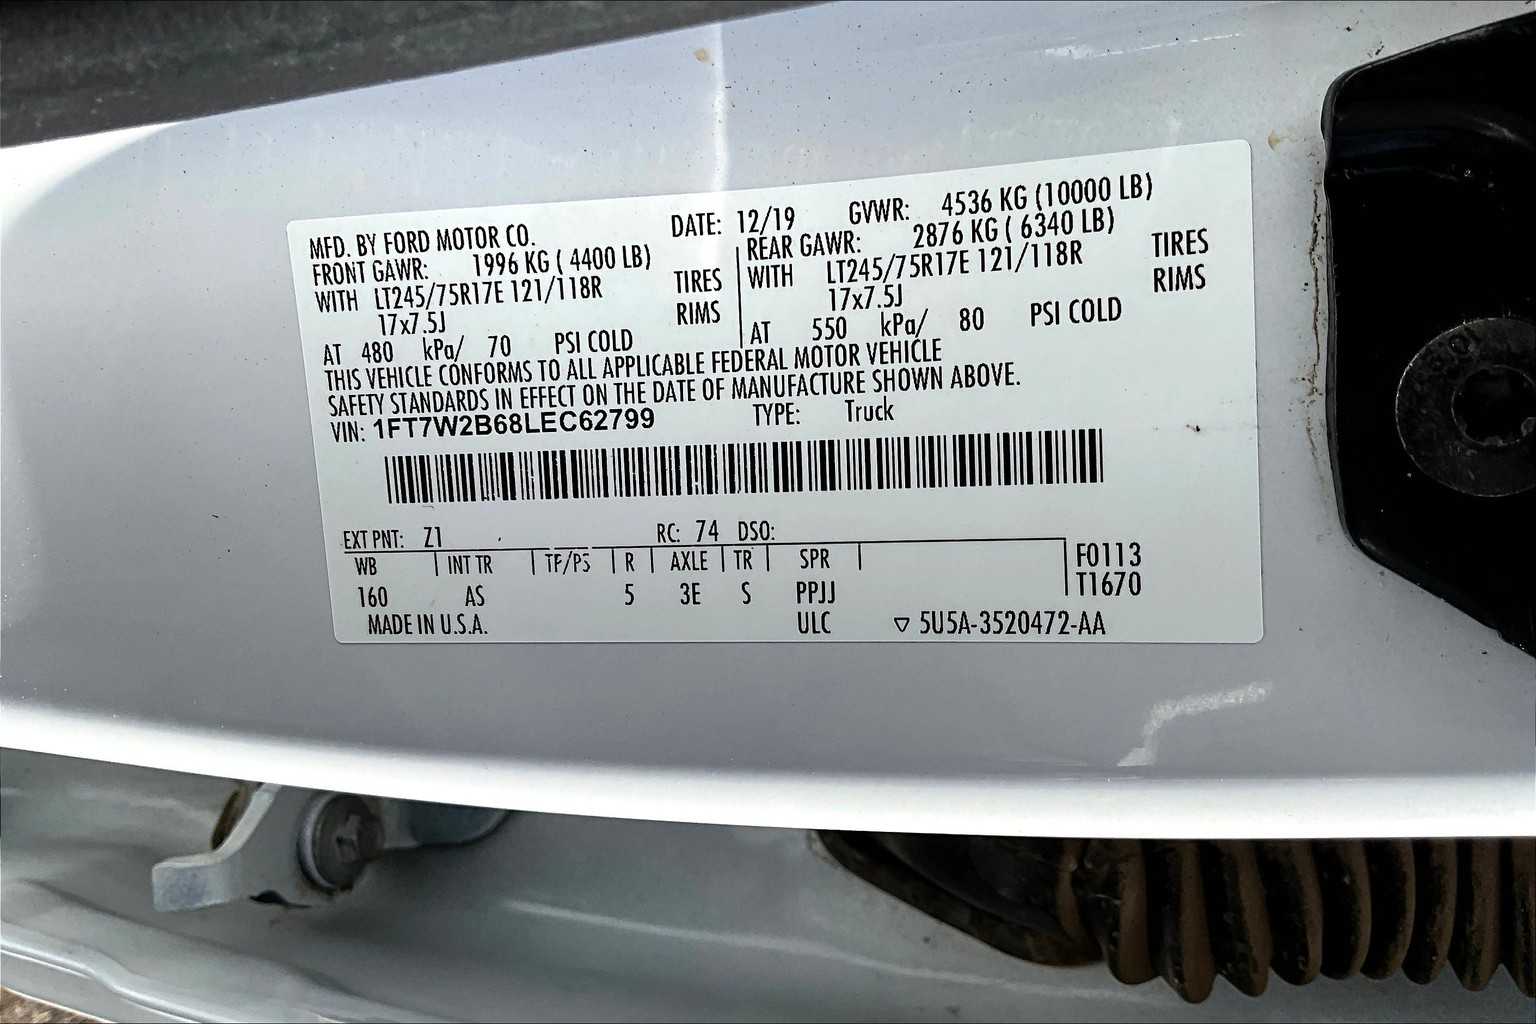 MFD. BY FORD MOTOR CO. DATE: 12/19 GVWR: 4536 KG (10000 LB)
FRONT GAWR: 1996 KG ( 4400 LB) REAR GAWR: 2876 KG ( 6340 LB)
WITH LT245/75R17E 121/118R TIRES WITH LT245/75R17E 121/118R TIRES
17x7.5J RIMS 17x7.5J RIMS
AT 480 kPa/ 70 PSI COLD AT 550 kPa/ 80 PSI COLD
THIS VEHICLE CONFORMS TO ALL APPLICABLE FEDERAL MOTOR VEHICLE
SAFETY STANDARDS IN EFFECT ON THE DATE OF MANUFACTURE SHOWN ABOVE.
VIN: 1FT7W2B68LEC62799 TYPE: Truck
EXT PNT: Z1 RC: 74 DSO:
WB INT TR TP/PS R AXLE TR SPR F0113
160 AS 5 3E S PPJJ T1670
MADE IN U.S.A. ULC ▽ 5U5A-3520472-AA